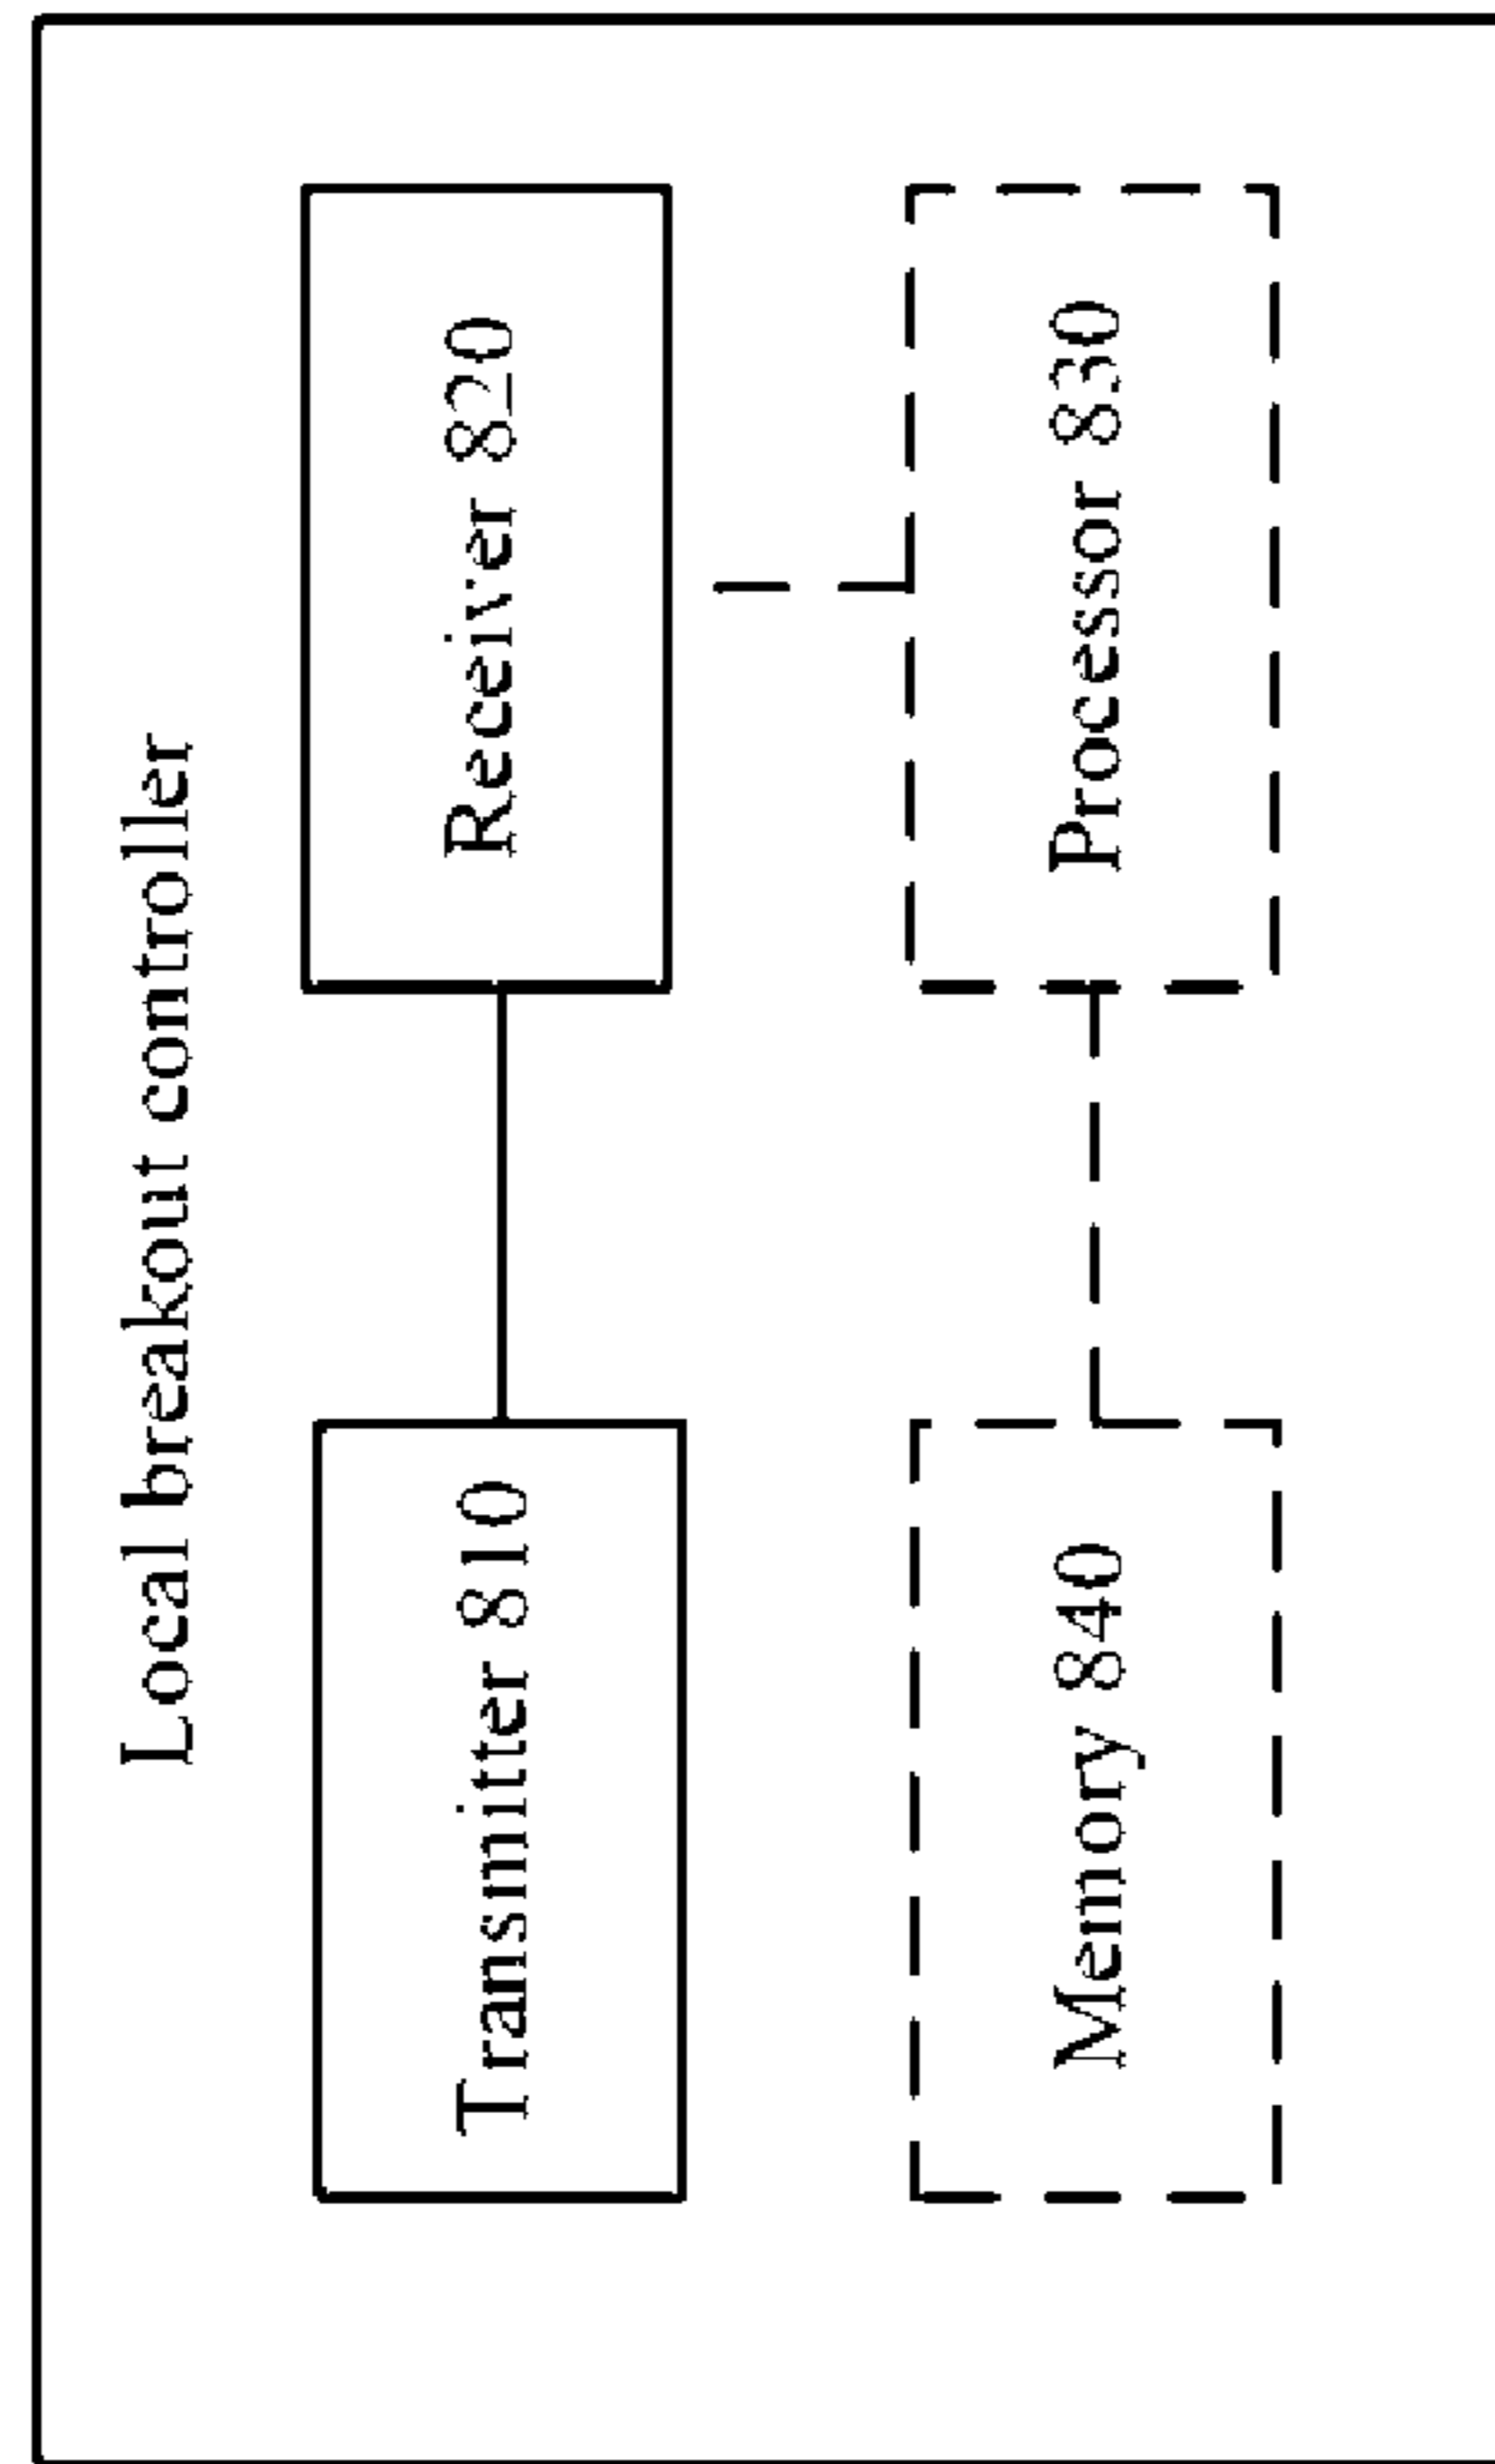 Local breakout controller
Transmitter 810
Receiver 820
Memory 840
Processor 830